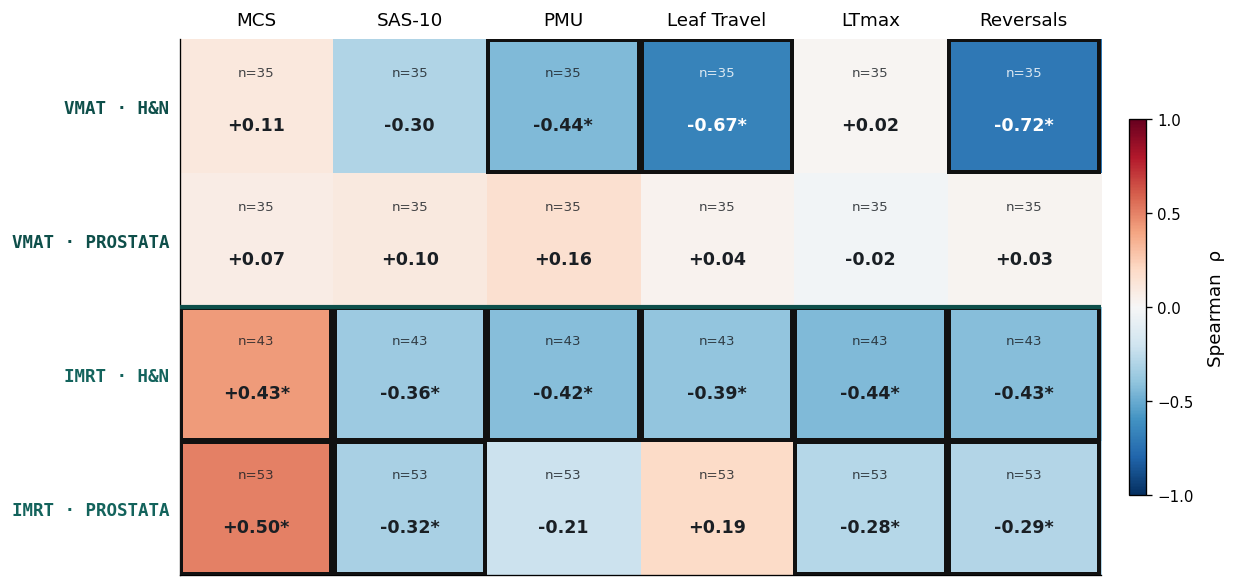 MCS SAS-10 PMU Leaf Travel LTmax Reversals
n=35 n=35 n=35 n=35 n=35 n=35
VMAT · H&N +0.11 -0.30 -0.44* -0.67* +0.02 -0.72*
n=35 n=35 n=35 n=35 n=35 n=35
VMAT · PROSTATA +0.07 +0.10 +0.16 +0.04 -0.02 +0.03
n=43 n=43 n=43 n=43 n=43 n=43
IMRT · H&N +0.43* -0.36* -0.42* -0.39* -0.44* -0.43*
n=53 n=53 n=53 n=53 n=53 n=53
IMRT · PROSTATA +0.50* -0.32* -0.21 +0.19 -0.28* -0.29*
1.0
0.5
0.0
−0.5
−1.0
Spearman ρ